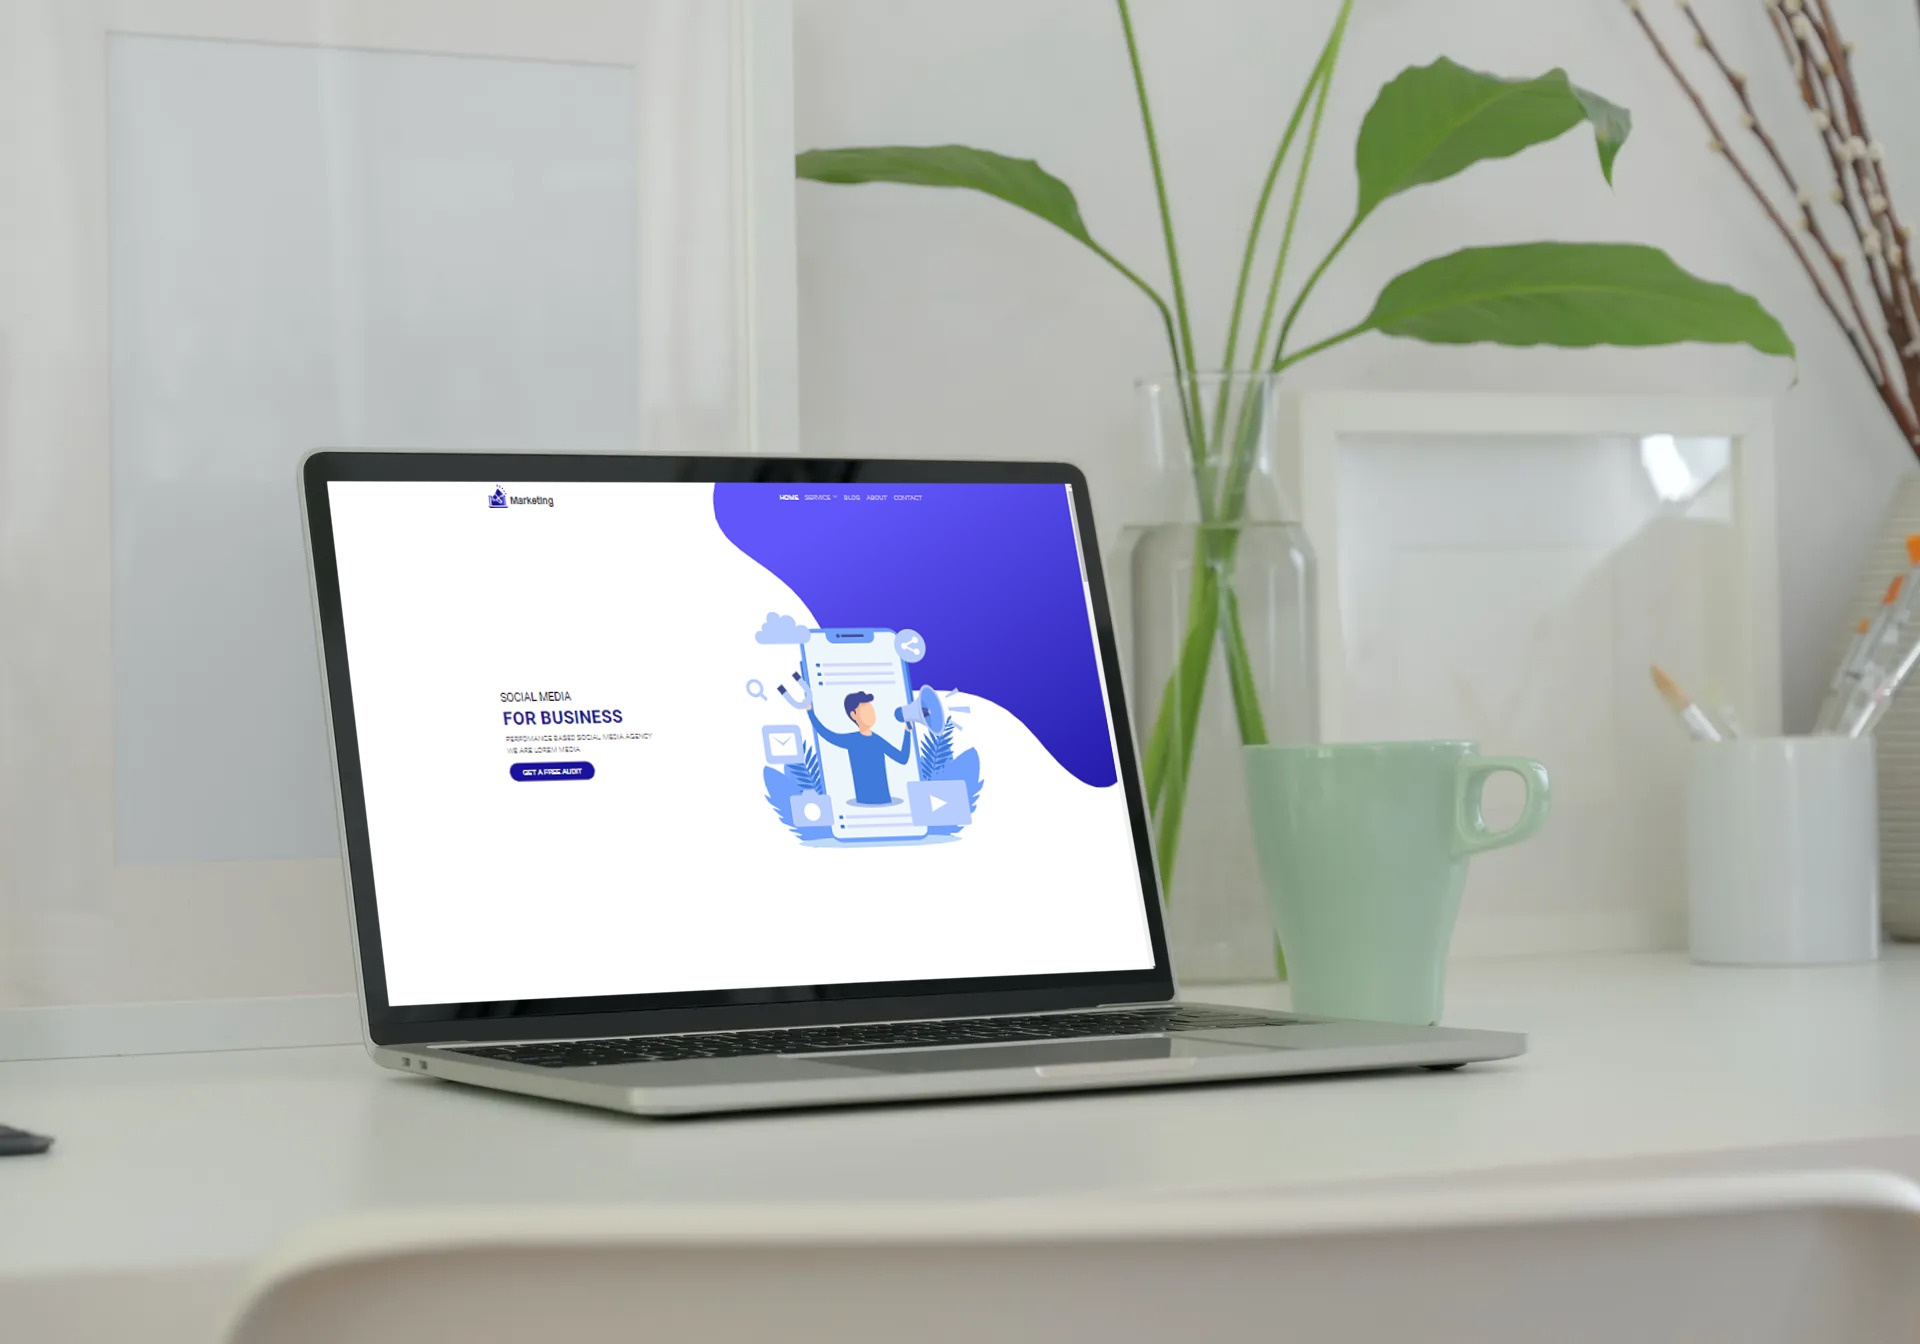 Marketing
HOME SERVICE BLOG ABOUT CONTACT
SOCIAL MEDIA
FOR BUSINESS
PERFOMANCE BASED SOCIAL MEDIA AGENCY
WE ARE LOREM MEDIA
GET A FREE AUDIT